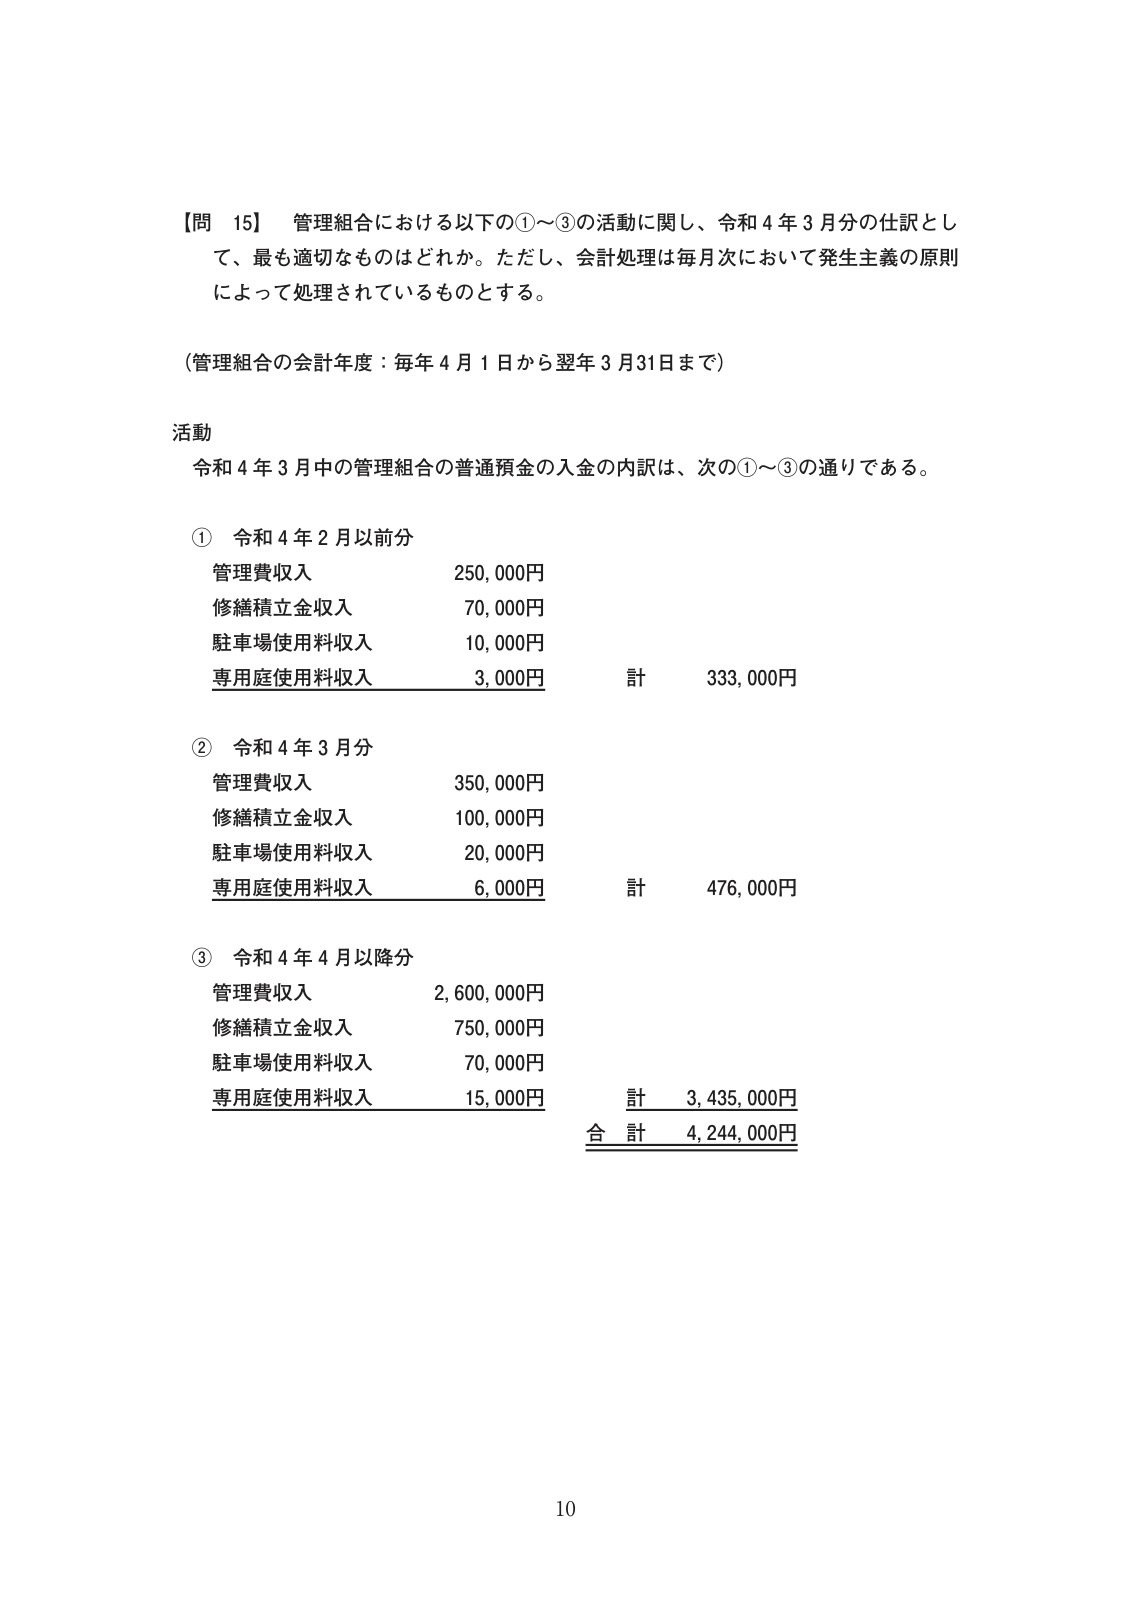 【問　15】　管理組合における以下の①～③の活動に関し、令和４年３月分の仕訳とし
て、最も適切なものはどれか。ただし、会計処理は毎月次において発生主義の原則
によって処理されているものとする。
（管理組合の会計年度：毎年４月１日から翌年３月31日まで）
活動
令和４年３月中の管理組合の普通預金の入金の内訳は、次の①～③の通りである。
①　令和４年２月以前分
管理費収入　250,000円
修繕積立金収入　70,000円
駐車場使用料収入　10,000円
専用庭使用料収入　3,000円　計　333,000円
②　令和４年３月分
管理費収入　350,000円
修繕積立金収入　100,000円
駐車場使用料収入　20,000円
専用庭使用料収入　6,000円　計　476,000円
③　令和４年４月以降分
管理費収入　2,600,000円
修繕積立金収入　750,000円
駐車場使用料収入　70,000円
専用庭使用料収入　15,000円　計　3,435,000円
合　計　4,244,000円
10